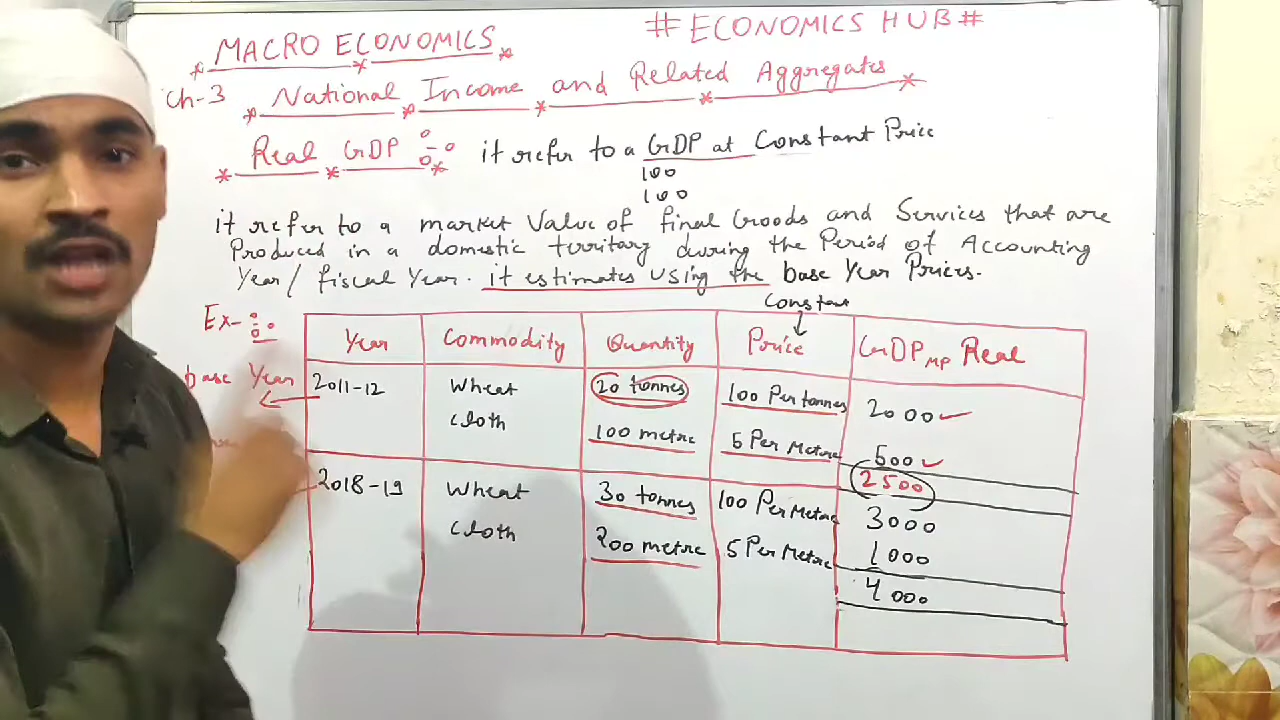 MACRO ECONOMICS
# ECONOMICS HUB #
Ch-3 National Income and Related Aggregates
Real GDP it refer to a GDP at Constant Price
100
100
it refer to a market Value of final Goods and Services that are
Produced in a domestic territary during the Period of Accounting
Year/ fiscal Year. it estimates using the base Year Prices.
Constant
Ex-
Year Commodity Quantity Price GDP MP Real
base Year 2011-12 Wheat 20 tonnes 100 Per tonnes 2000
Cloth 100 metre 5 Per Metre 500
2500
2018-19 Wheat 30 tonnes 100 Per Metre 3000
Cloth 200 metre 5 Per Metre 1000
4000